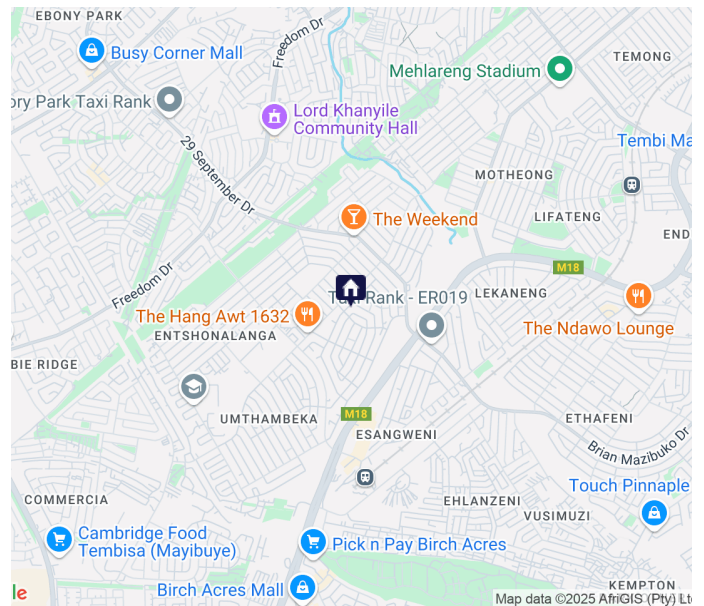 EBONY PARK
Freedom Dr
Busy Corner Mall
TEMONG
Mehlareng Stadium
ory Park Taxi Rank
Lord Khanyile
Community Hall
Tembi Ma
29 September Dr
MOTHEONG
The Weekend
LIFATENG
END
M18
Freedom Dr
Taxi Rank - ER019
LEKANENG
The Hang Awt 1632
The Ndawo Lounge
ENTSHONALANGA
BIE RIDGE
M18
UMTHAMBEKA
ETHAFENI
ESANGWENI
Brian Mazibuko Dr
Touch Pinnaple
COMMERCIA
EHLANZENI
VUSIMUZI
Cambridge Food
Tembisa (Mayibuye)
Pick n Pay Birch Acres
Birch Acres Mall
KEMPTON
le
Map data ©2025 AfriGIS (Pty) Lt